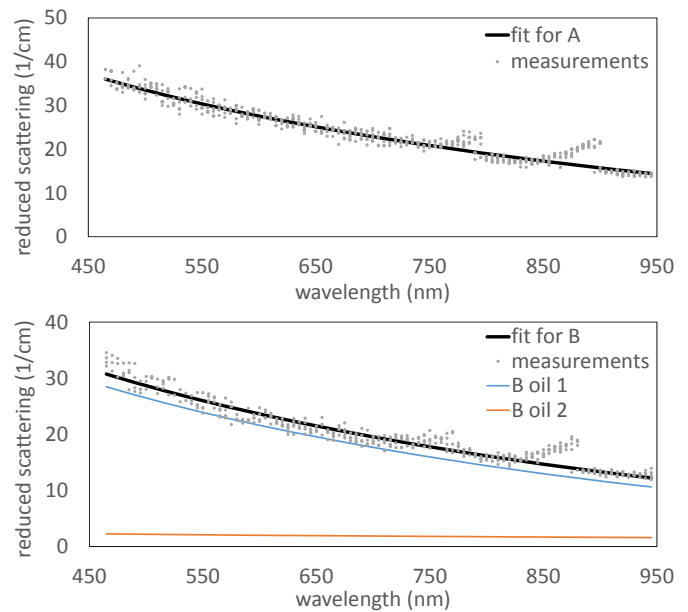 50
40
30
20
10
0
reduced scattering (1/cm)
fit for A
measurements
450 550 650 750 850 950
wavelength (nm)
40
30
20
10
0
reduced scattering (1/cm)
fit for B
measurements
B oil 1
B oil 2
450 550 650 750 850 950
wavelength (nm)